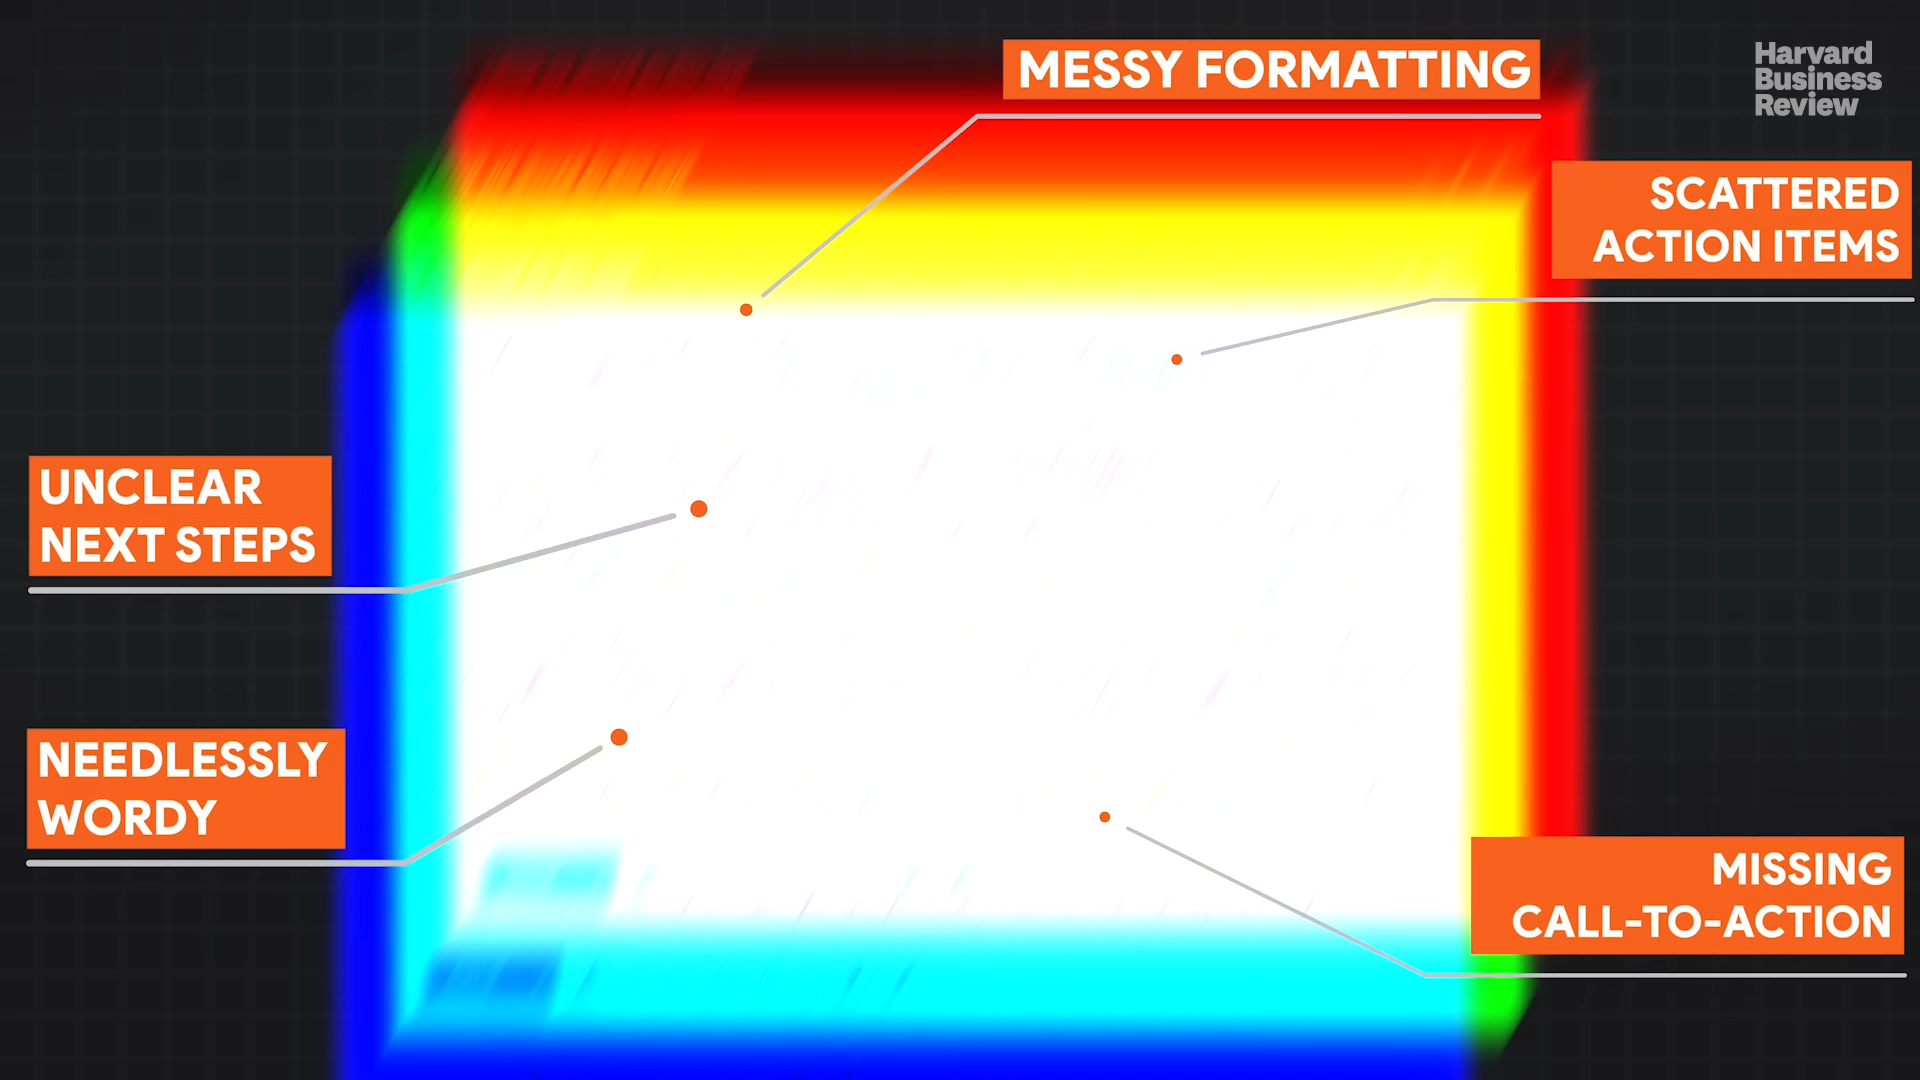 MESSY FORMATTING
Harvard
Business
Review
SCATTERED
ACTION ITEMS
UNCLEAR
NEXT STEPS
NEEDLESSLY
WORDY
MISSING
CALL-TO-ACTION